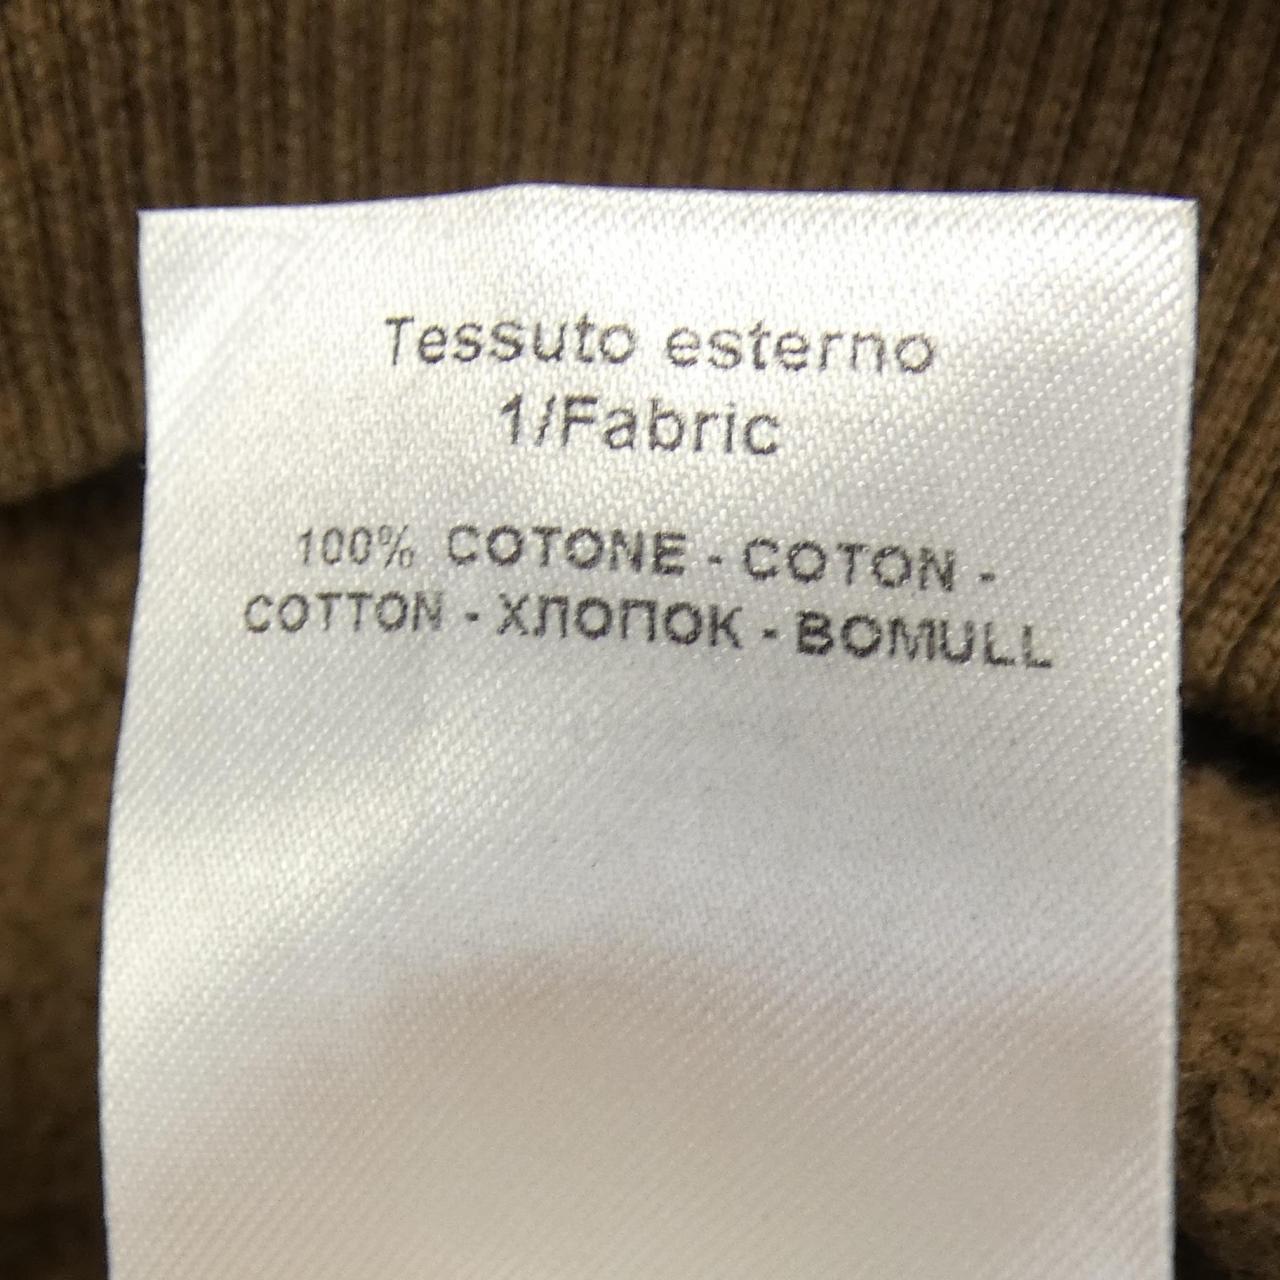 Tessuto esterno
1/Fabric
100% COTONE - COTON -
COTTON - ХЛОПОК - BOMULL